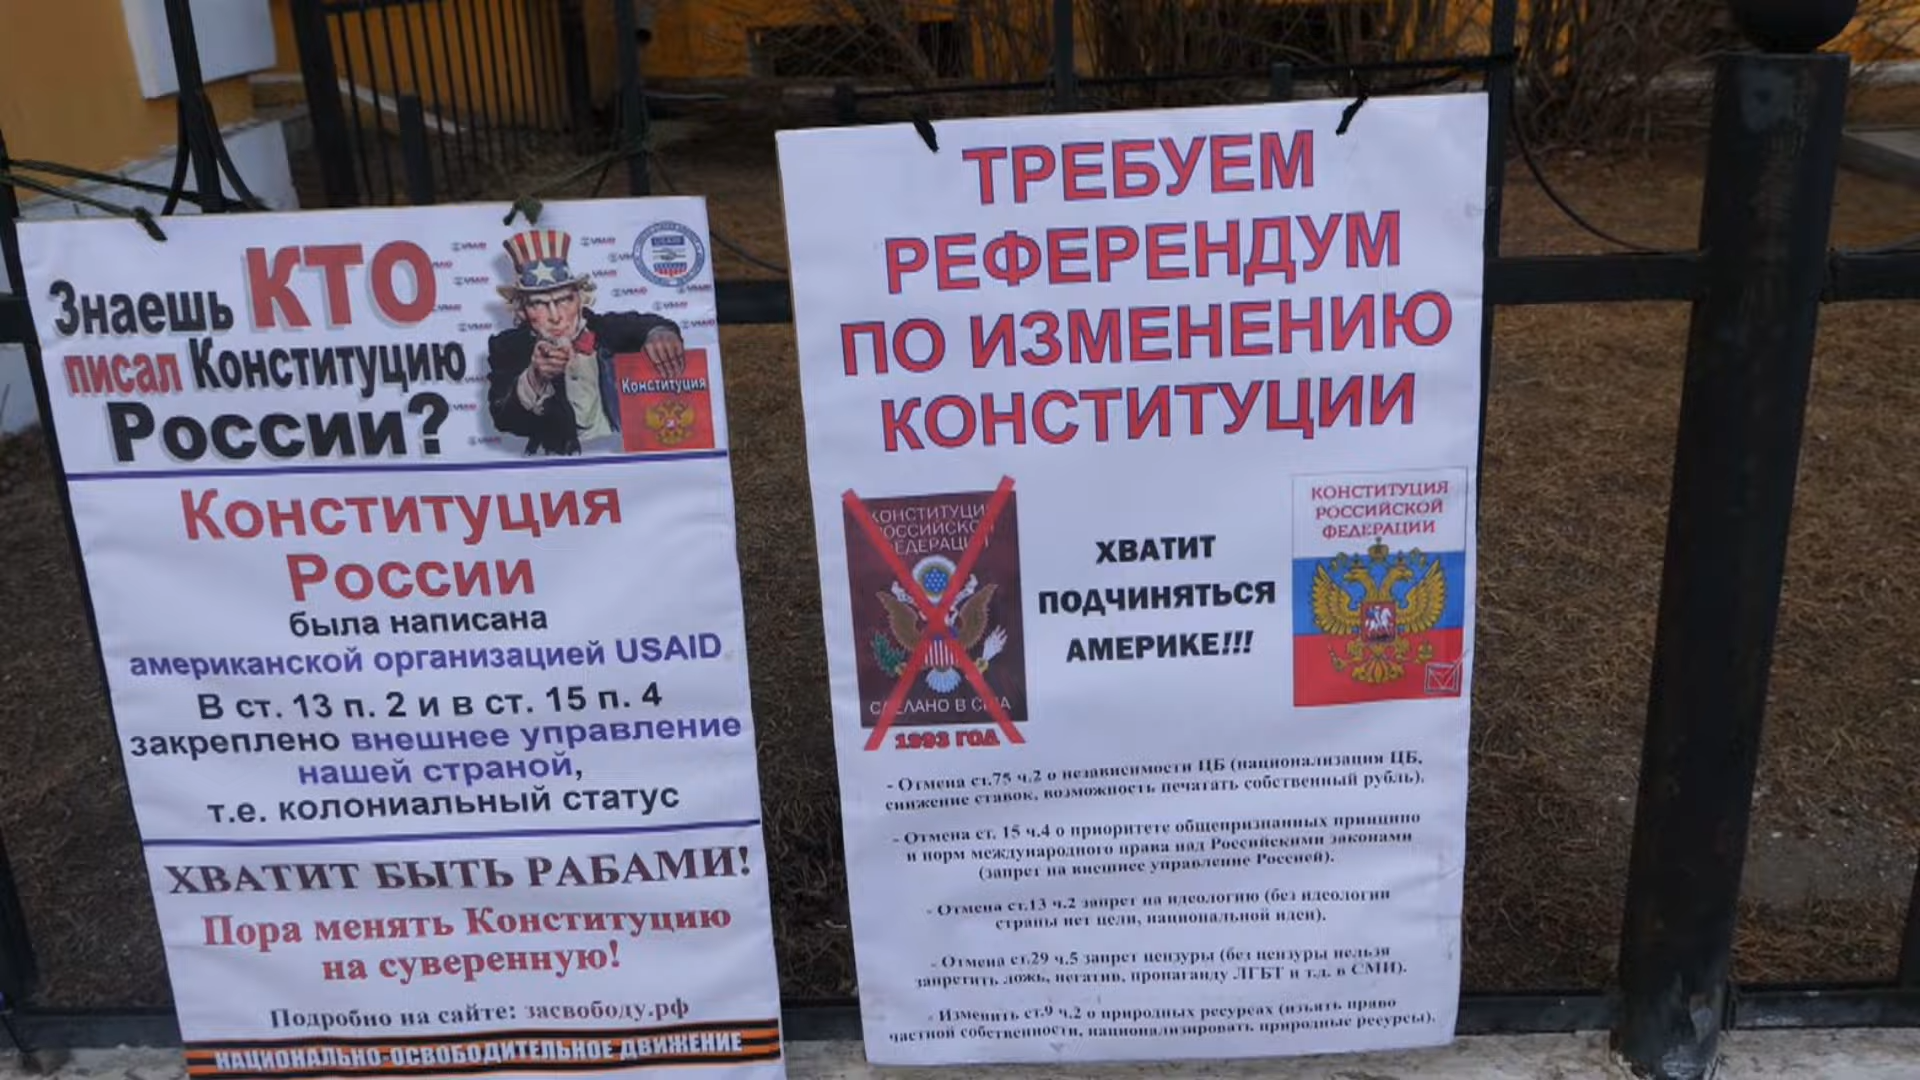 Знаешь КТО
писал Конституцию
России?
USAID
Конституция
Конституция
России
была написана
американской организацией USAID
В ст. 13 п. 2 и в ст. 15 п. 4
закреплено внешнее управление
нашей страной,
т.е. колониальный статус
ХВАТИТ БЫТЬ РАБАМИ!
Пора менять Конституцию
на суверенную!
Подробно на сайте: засвободу.рф
НАЦИОНАЛЬНО-ОСВОБОДИТЕЛЬНОЕ ДВИЖЕНИЕ
ТРЕБУЕМ
РЕФЕРЕНДУМ
ПО ИЗМЕНЕНИЮ
КОНСТИТУЦИИ
КОНСТИТУЦИЯ
РОССИЙСКОЙ
ФЕДЕРАЦИИ
СДЕЛАНО В США
1993 ГОД
ХВАТИТ
ПОДЧИНЯТЬСЯ
АМЕРИКЕ!!!
КОНСТИТУЦИЯ
РОССИЙСКОЙ
ФЕДЕРАЦИИ
- Отмена ст.75 ч.2 о независимости ЦБ (национализация ЦБ,
снижение ставок, возможность печатать собственный рубль).
- Отмена ст. 15 ч.4 о приоритете общепризнанных принципо
и норм международного права над Российскими законами
(запрет на внешнее управление Россией).
- Отмена ст.13 ч.2 запрет на идеологию (без идеологии
страны нет цели, национальной идеи).
- Отмена ст.29 ч.5 запрет цензуры (без цензуры нельзя
запретить ложь, негатив, пропаганду ЛГБТ и т.д. в СМИ).
- Изменить ст.9 ч.2 о природных ресурсах (изъять право
частной собственности, национализировать природные ресурсы).